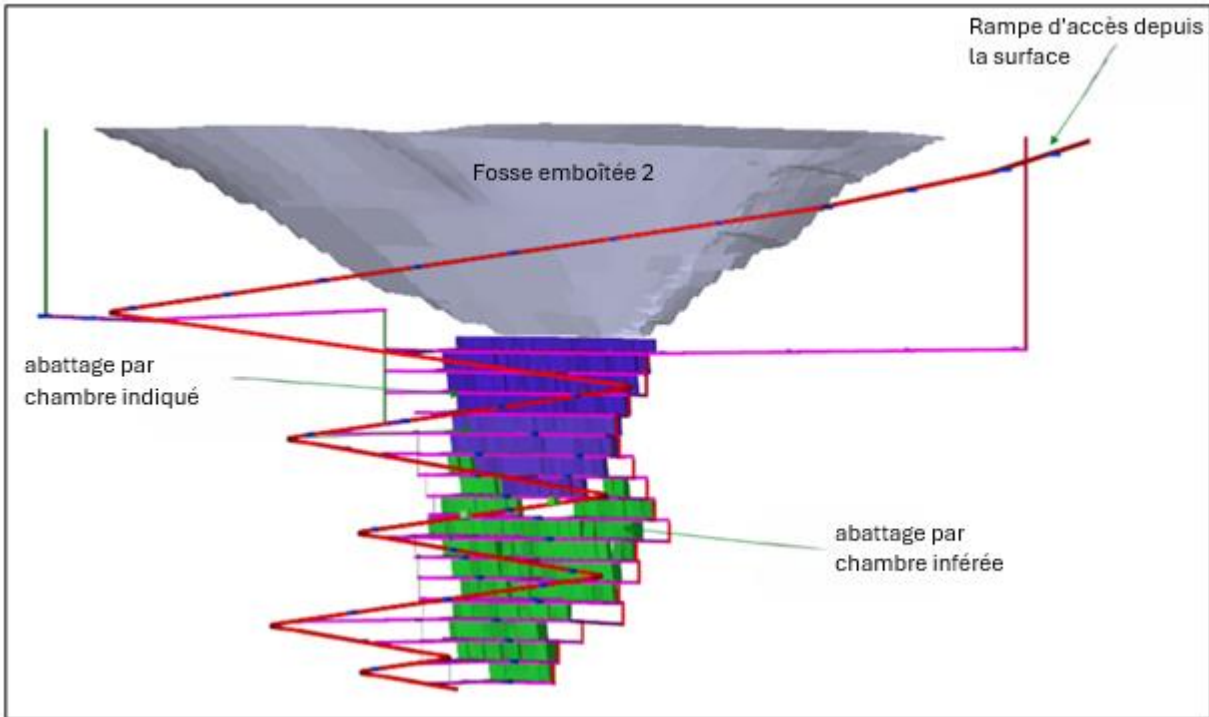 Rampe d'accès depuis
la surface
Fosse emboîtée 2
abattage par
chambre indiqué
abattage par
chambre inférée